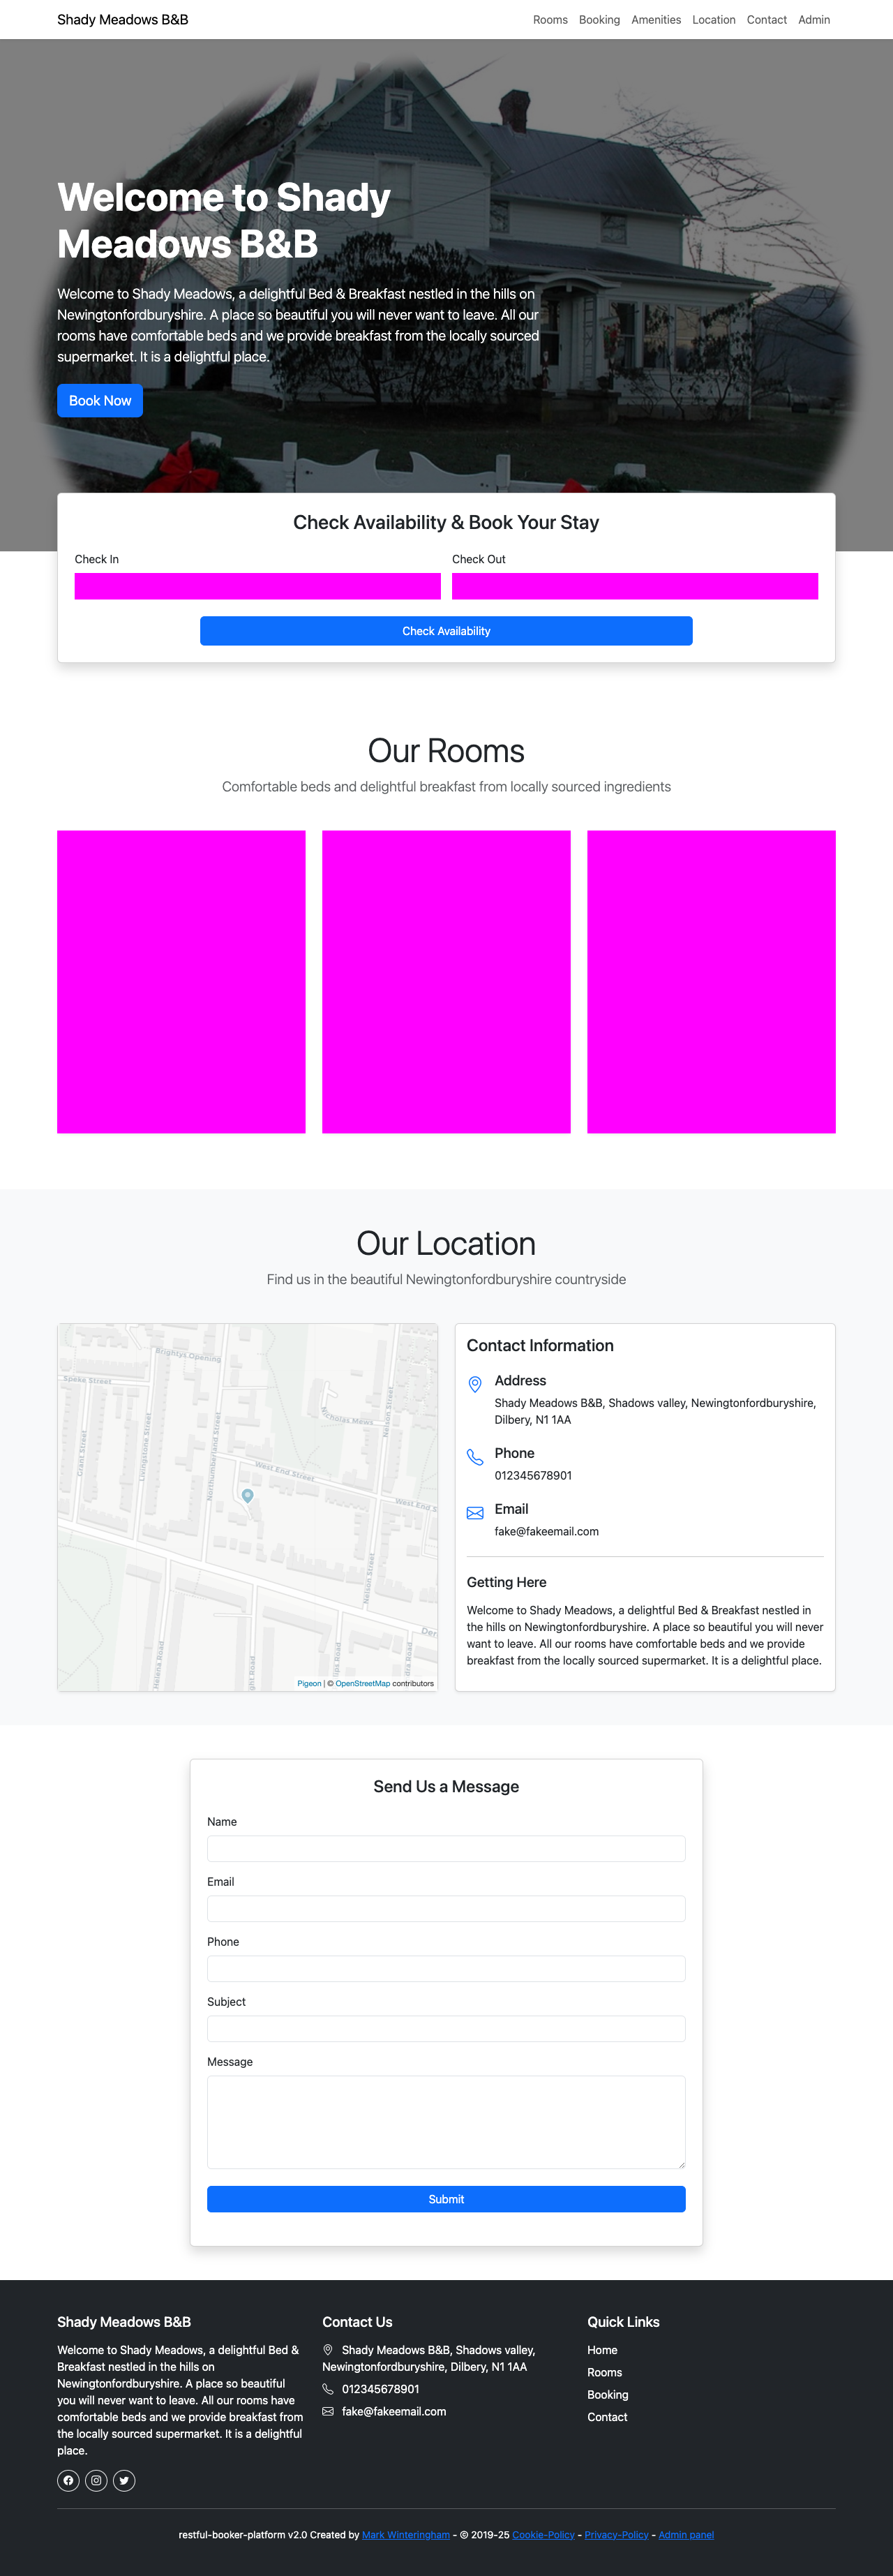 Shady Meadows B&B
Rooms Booking Amenities Location Contact Admin
Welcome to Shady
Meadows B&B
Welcome to Shady Meadows, a delightful Bed & Breakfast nestled in the hills on
Newingtonfordburyshire. A place so beautiful you will never want to leave. All our
rooms have comfortable beds and we provide breakfast from the locally sourced
supermarket. It is a delightful place.
Book Now
Check Availability & Book Your Stay
Check In
Check Out
Check Availability
Our Rooms
Comfortable beds and delightful breakfast from locally sourced ingredients
Our Location
Find us in the beautiful Newingtonfordburyshire countryside
Brightys Opening
Speke Street
Nicholas Mews
Nelson Street
Grant Street
Livingstone Street
Northumberland Street
West End Street
West End S
Nelson Street
Helena Road
Pigeon | © OpenStreetMap contributors
Contact Information
Address
Shady Meadows B&B, Shadows valley, Newingtonfordburyshire,
Dilbery, N1 1AA
Phone
012345678901
Email
fake@fakeemail.com
Getting Here
Welcome to Shady Meadows, a delightful Bed & Breakfast nestled in
the hills on Newingtonfordburyshire. A place so beautiful you will never
want to leave. All our rooms have comfortable beds and we provide
breakfast from the locally sourced supermarket. It is a delightful place.
Send Us a Message
Name
Email
Phone
Subject
Message
Submit
Shady Meadows B&B
Welcome to Shady Meadows, a delightful Bed &
Breakfast nestled in the hills on
Newingtonfordburyshire. A place so beautiful
you will never want to leave. All our rooms have
comfortable beds and we provide breakfast from
the locally sourced supermarket. It is a delightful
place.
Contact Us
Shady Meadows B&B, Shadows valley,
Newingtonfordburyshire, Dilbery, N1 1AA
012345678901
fake@fakeemail.com
Quick Links
Home
Rooms
Booking
Contact
restful-booker-platform v2.0 Created by Mark Winteringham - © 2019-25 Cookie-Policy - Privacy-Policy - Admin panel